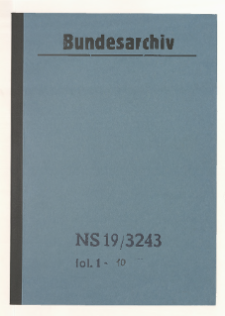 Bundesarchiv
NS 19/3243
fol. 1 - 10